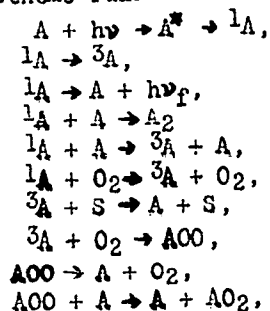 A + hν → A* → ¹A,
¹A → ³A,
¹A → A + hν_f,
¹A + A → A₂
¹A + A → ³A + A,
¹A + O₂ → ³A + O₂,
³A + S → A + S,
³A + O₂ → AOO,
AOO → A + O₂,
AOO + A → A + AO₂,